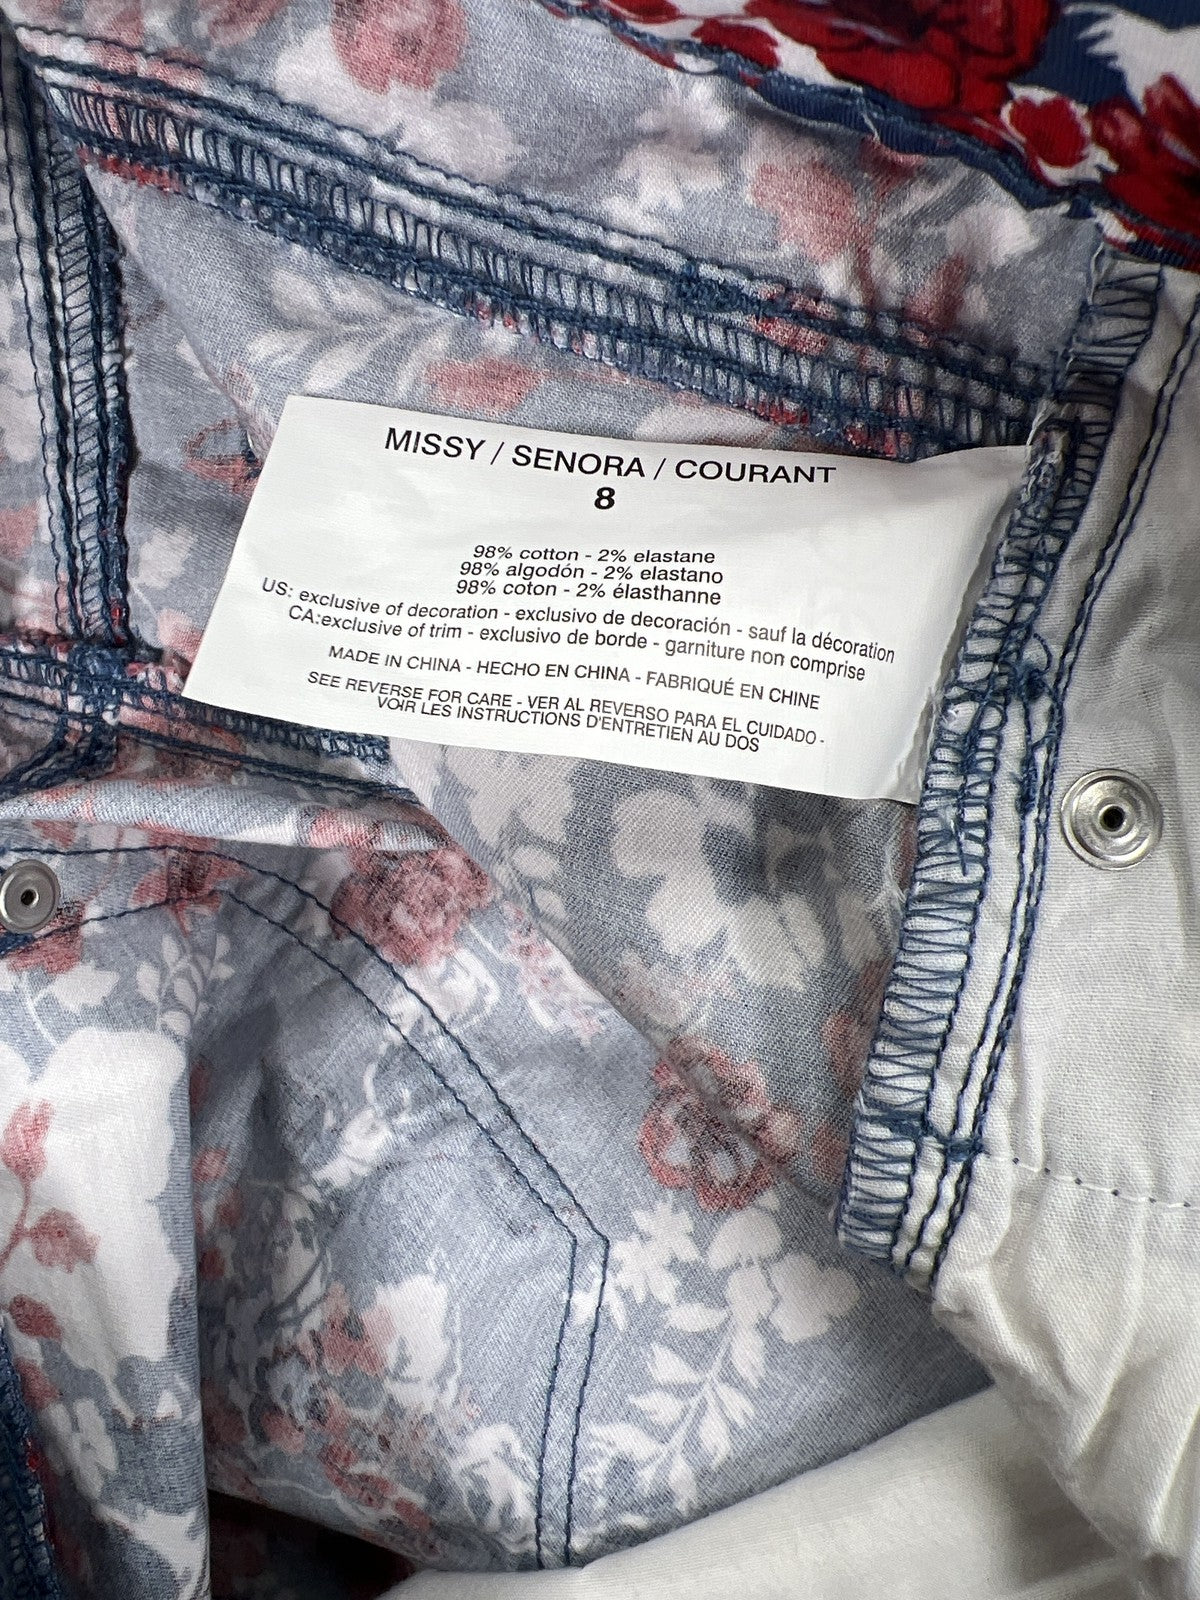 MISSY / SENORA / COURANT
8
98% cotton - 2% elastane
98% algodón - 2% elastano
98% coton - 2% élasthanne
US: exclusive of decoration - exclusivo de decoración - sauf la décoration
CA:exclusive of trim - exclusivo de borde - garniture non comprise
MADE IN CHINA - HECHO EN CHINA - FABRIQUÉ EN CHINE
SEE REVERSE FOR CARE - VER AL REVERSO PARA EL CUIDADO -
VOIR LES INSTRUCTIONS D'ENTRETIEN AU DOS